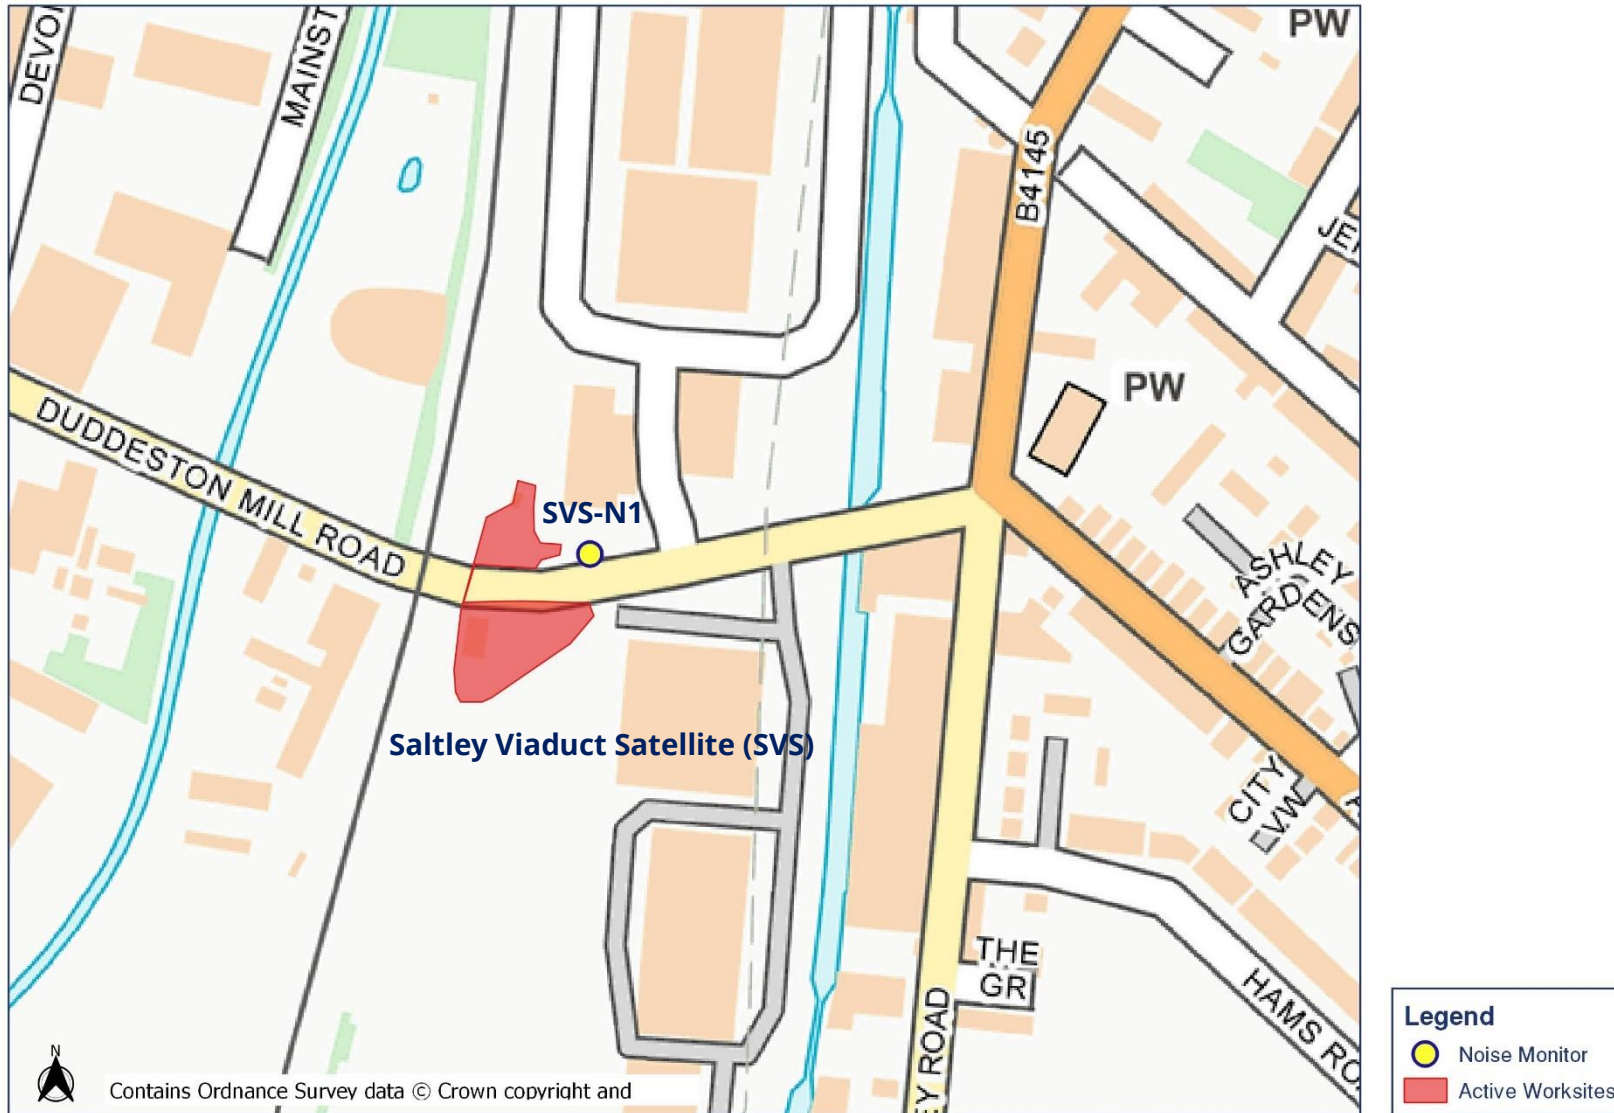 DEVO
MAINST
PW
B4145
JE
PW
DUDDESTON MILL ROAD
SVS-N1
ASHLEY
GARDENS
Saltley Viaduct Satellite (SVS)
CITY
VW
THE
GR
HAMS RO
EY ROAD
N
Contains Ordnance Survey data © Crown copyright and
Legend
Noise Monitor
Active Worksites